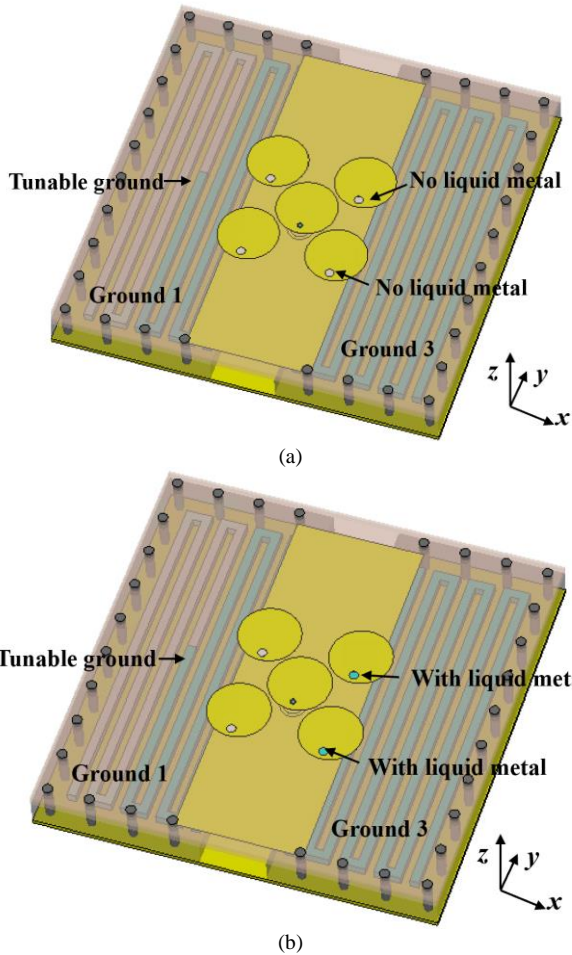 No liquid metal
Tunable ground
No liquid metal
Ground 1
Ground 3
z
y
x
(a)
Tunable ground
With liquid met
With liquid metal
Ground 1
Ground 3
z
y
x
(b)